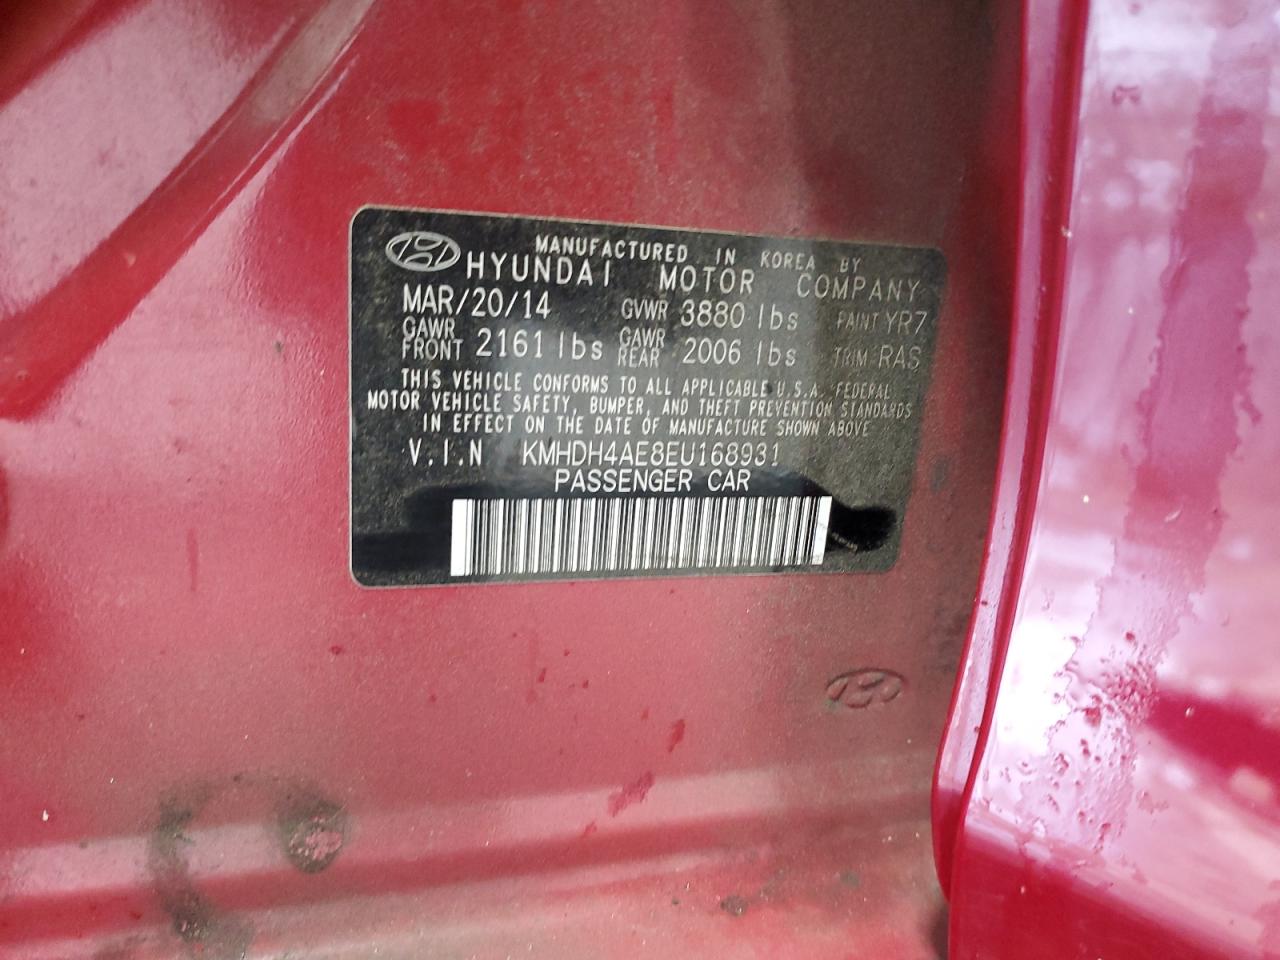 MANUFACTURED IN KOREA BY
HYUNDAI MOTOR COMPANY
MAR/20/14 GVWR 3880 lbs PAINT YR7
GAWR FRONT 2161 lbs GAWR REAR 2006 lbs TRIM RAS
THIS VEHICLE CONFORMS TO ALL APPLICABLE U.S.A. FEDERAL
MOTOR VEHICLE SAFETY, BUMPER, AND THEFT PREVENTION STANDARDS
IN EFFECT ON THE DATE OF MANUFACTURE SHOWN ABOVE
V.I.N KMHDH4AE8EU168931
PASSENGER CAR